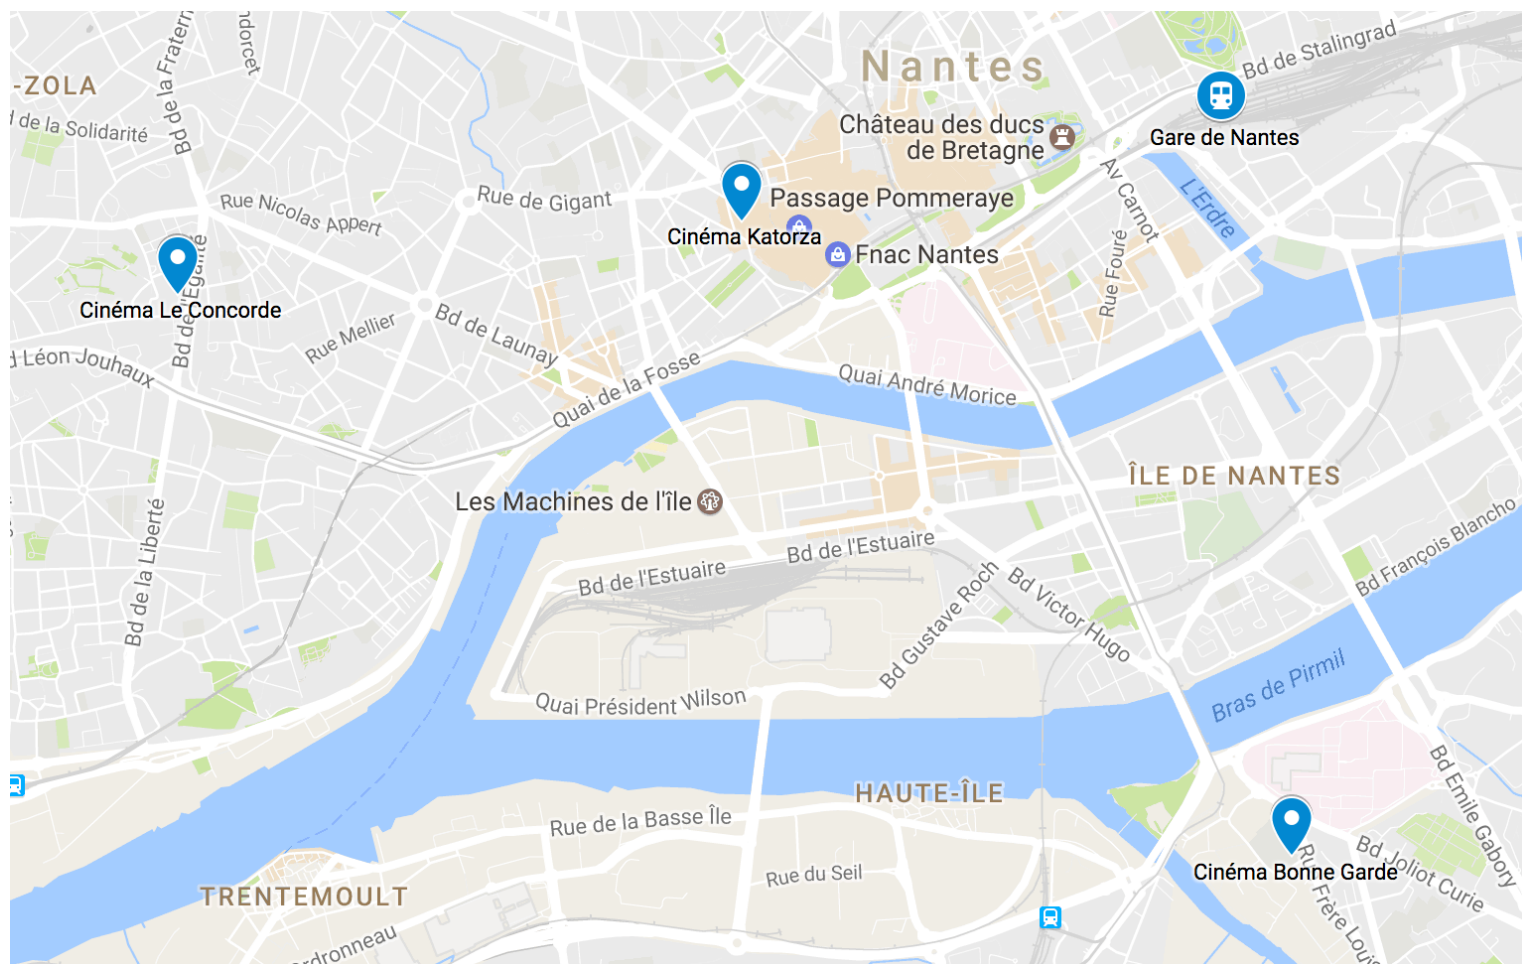 Nantes
-ZOLA
Bd de la Fratern
ndorcet
d de la Solidarité
Bd de Stalingrad
Gare de Nantes
Château des ducs
de Bretagne
Av Carnot
L'Erdre
Rue Fouré
Rue Nicolas Appert
Rue de Gigant
Passage Pommeraye
Cinéma Katorza
Fnac Nantes
Cinéma Le Concorde
Bd de l'Égalité
Rue Mellier
Bd de Launay
d Léon Jouhaux
Quai de la Fosse
Quai André Morice
ÎLE DE NANTES
Les Machines de l'île
Bd de la Liberté
Bd de l'Estuaire
Bd de l'Estuaire
Bd François Blancho
Bd Gustave Roch
Bd Victor Hugo
Quai Président Wilson
Bras de Pirmil
HAUTE-ÎLE
Rue de la Basse Île
Bd Emile Gabory
Rue du Seil
Cinéma Bonne Garde
Bd Joliot Curie
Rue Frère Louis
TRENTEMOULT
ordronneau